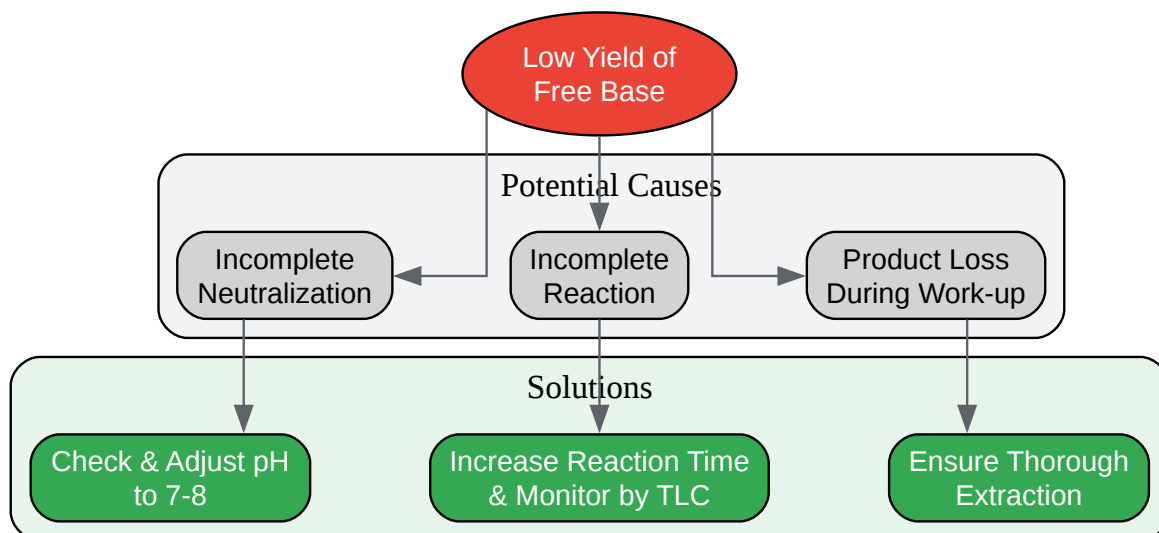 Low Yield of
Free Base
Potential Causes
Incomplete
Neutralization
Incomplete
Reaction
Product Loss
During Work-up
Solutions
Check & Adjust pH
to 7-8
Increase Reaction Time
& Monitor by TLC
Ensure Thorough
Extraction